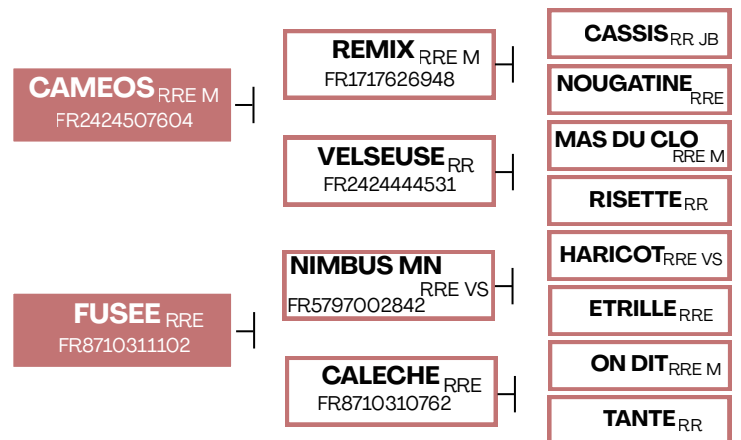 CAMEOS RRE M
FR2424507604
REMIX RRE M
FR1717626948
VELSEUSE RR
FR2424444531
CASSIS RR JB
NOUGATINE
RRE
MAS DU CLO
RRE M
RISETTE RR
FUSEE RRE
FR8710311102
NIMBUS MN
RRE VS
FR5797002842
CALECHE RRE
FR8710310762
HARICOT RRE VS
ETRILLE RRE
ON DIT RRE M
TANTE RR